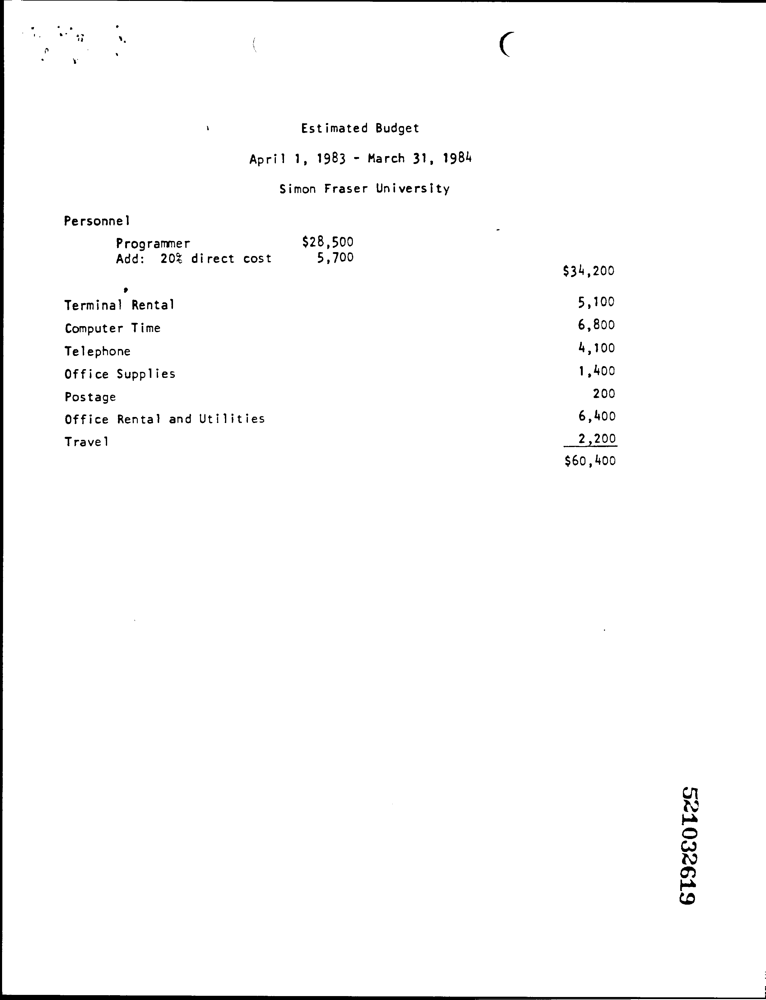 Estimated Budget
April 1, 1983 - March 31, 1984
Simon Fraser University
Personnel
Programmer $28,500
Add: 20% direct cost 5,700
$34,200
Terminal Rental 5,100
Computer Time 6,800
Telephone 4,100
Office Supplies 1,400
Postage 200
Office Rental and Utilities 6,400
Travel 2,200
$60,400
521032619